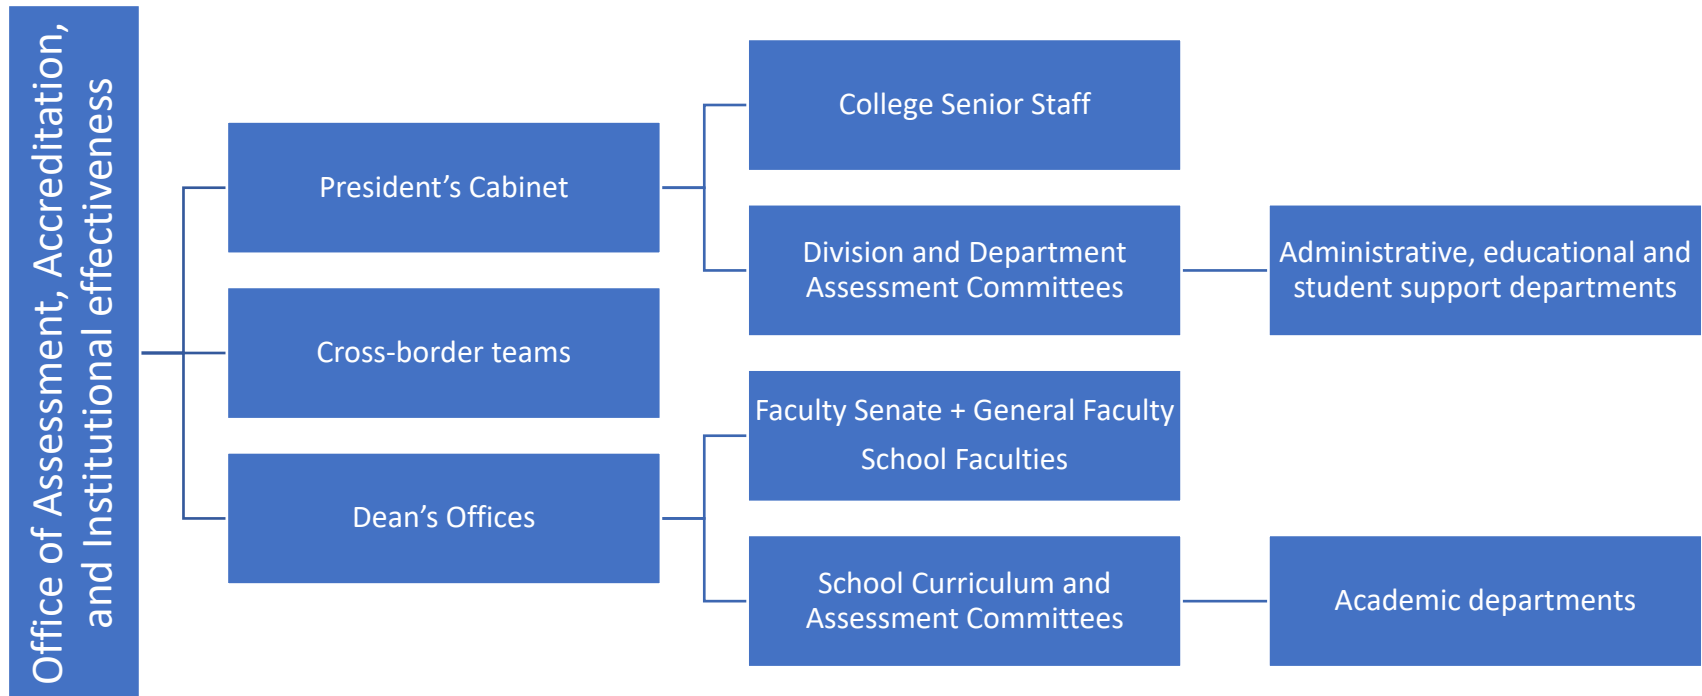 Office of Assessment, Accreditation,
and Institutional effectiveness
President’s Cabinet
College Senior Staff
Division and Department
Assessment Committees
Administrative, educational and
student support departments
Cross-border teams
Dean’s Offices
Faculty Senate + General Faculty
School Faculties
School Curriculum and
Assessment Committees
Academic departments